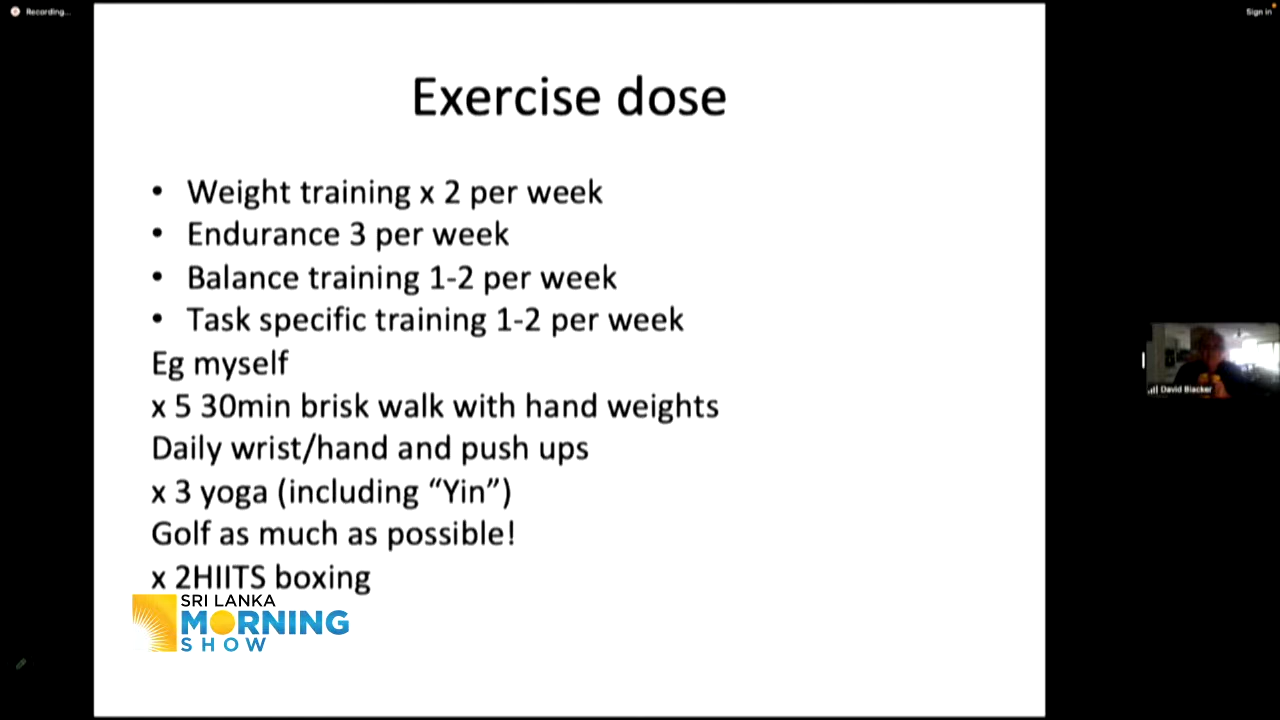 Recording...
Sign in
Exercise dose
• Weight training x 2 per week
• Endurance 3 per week
• Balance training 1-2 per week
• Task specific training 1-2 per week
Eg myself
x 5 30min brisk walk with hand weights
Daily wrist/hand and push ups
x 3 yoga (including “Yin”)
Golf as much as possible!
x 2HIITS boxing
SRI LANKA
MORNING
SHOW
David Blacker